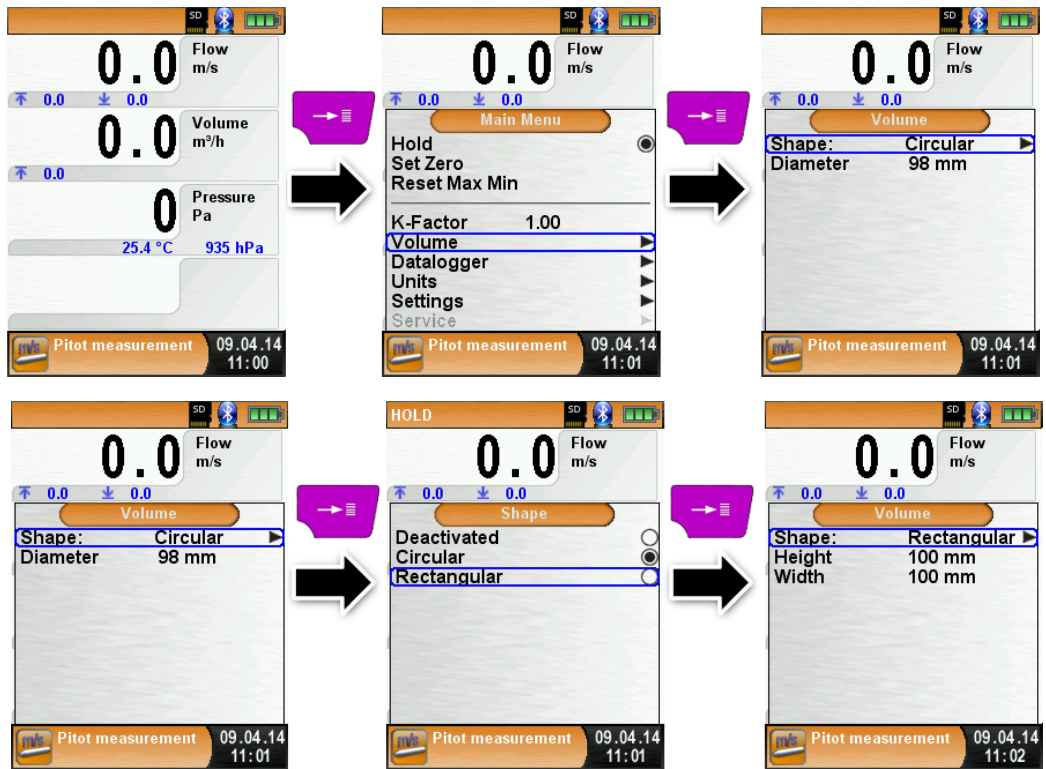 SD
0.0 Flow
m/s
0.0 0.0
0.0 Volume
m³/h
0.0
0 Pressure
Pa
25.4 °C 935 hPa
Pitot measurement 09.04.14
m/s 11:00
SD
0.0 Flow
m/s
0.0 0.0
Main Menu
Hold
Set Zero
Reset Max Min
K-Factor 1.00
Volume
Datalogger
Units
Settings
Service
Pitot measurement 09.04.14
m/s 11:01
SD
0.0 Flow
m/s
0.0 0.0
Volume
Shape: Circular
Diameter 98 mm
Pitot measurement 09.04.14
m/s 11:01
SD
0.0 Flow
m/s
0.0 0.0
Volume
Shape: Circular
Diameter 98 mm
Pitot measurement 09.04.14
m/s 11:01
HOLD SD
0.0 Flow
m/s
0.0 0.0
Shape
Deactivated
Circular
Rectangular
Pitot measurement 09.04.14
m/s 11:01
SD
0.0 Flow
m/s
0.0 0.0
Volume
Shape: Rectangular
Height 100 mm
Width 100 mm
Pitot measurement 09.04.14
m/s 11:02